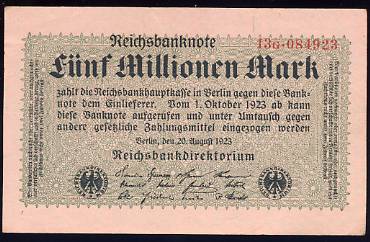 Reichsbanknote
13G·084923
Fünf Millionen Mark
zahlt die Reichsbankhauptkasse in Berlin gegen diese Bank-
note dem Einlieferer. Vom 1. Oktober 1923 ab kann
diese Banknote aufgerufen und unter Umtausch gegen
andere gesetzliche Zahlungsmittel eingezogen werden
Berlin, den 20. August 1923
Reichsbankdirektorium